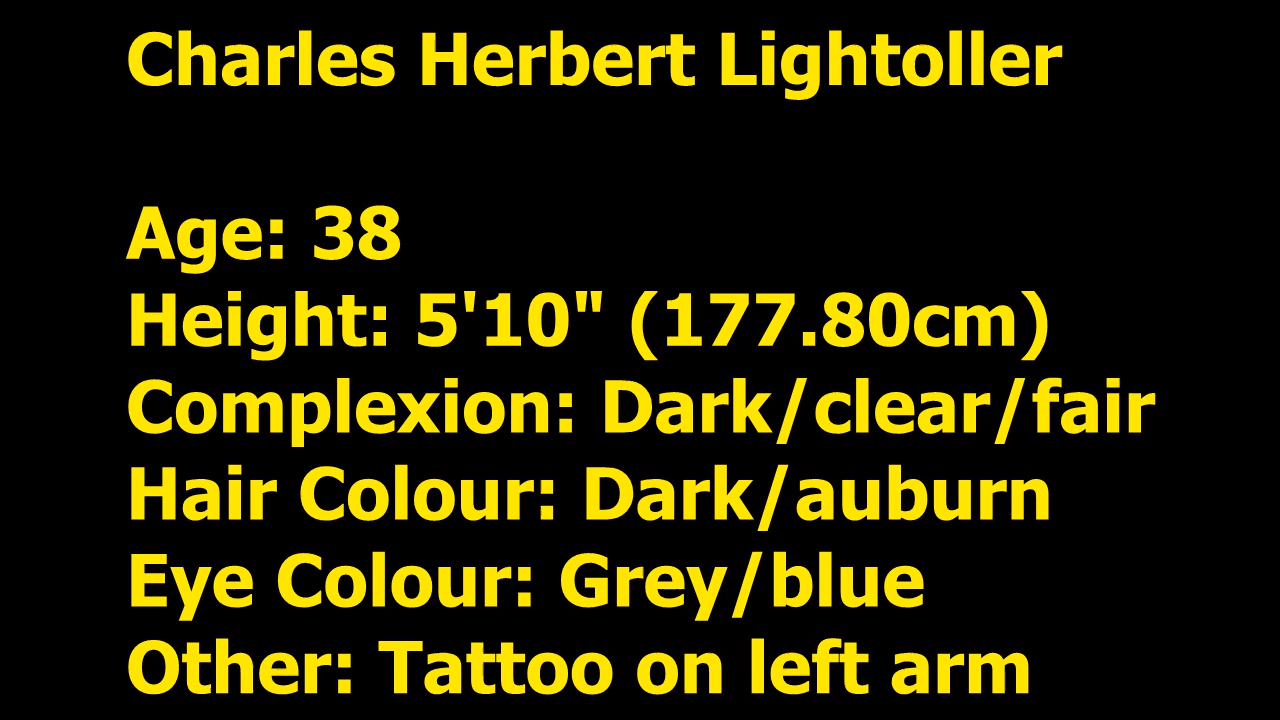 Charles Herbert Lightoller
Age: 38
Height: 5'10" (177.80cm)
Complexion: Dark/clear/fair
Hair Colour: Dark/auburn
Eye Colour: Grey/blue
Other: Tattoo on left arm